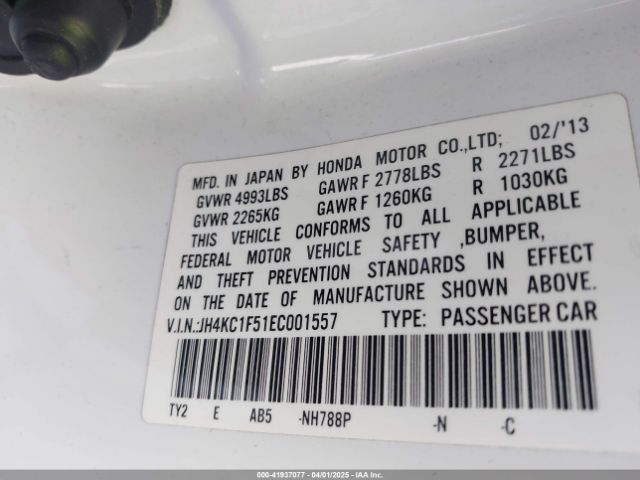 MFD. IN JAPAN BY HONDA MOTOR CO.,LTD; 02/'13
GVWR 4993LBS GAWR F 2778LBS R 2271LBS
GVWR 2265KG GAWR F 1260KG R 1030KG
THIS VEHICLE CONFORMS TO ALL APPLICABLE
FEDERAL MOTOR VEHICLE SAFETY ,BUMPER,
AND THEFT PREVENTION STANDARDS IN EFFECT
ON THE DATE OF MANUFACTURE SHOWN ABOVE.
V.I.N.:JH4KC1F51EC001557 TYPE: PASSENGER CAR
TY2 E AB5 -NH788P -N -C
000-41937077 - 04/01/2025 - IAA Inc.